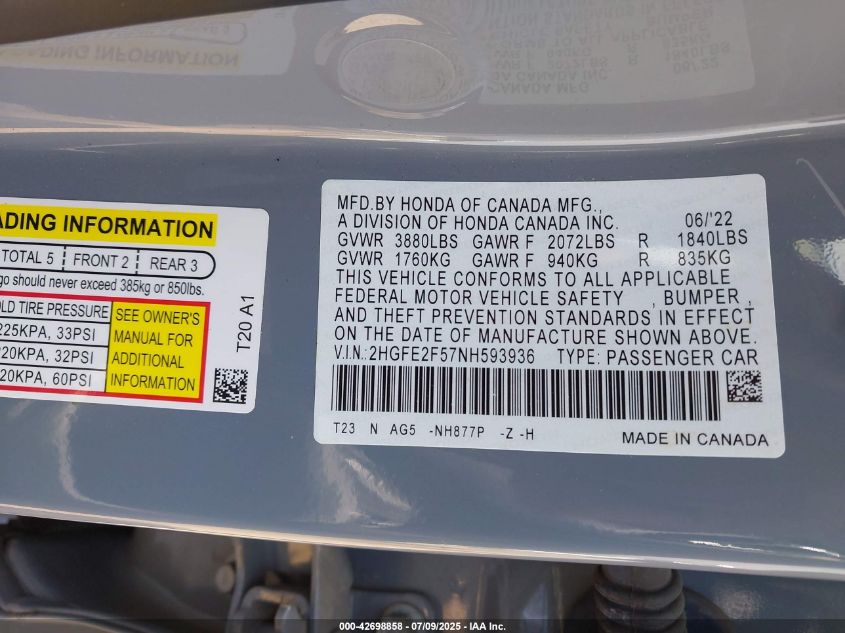 MFD.BY HONDA OF CANADA MFG.,
A DIVISION OF HONDA CANADA INC. 06/'22
GVWR 3880LBS GAWR F 2072LBS R 1840LBS
GVWR 1760KG GAWR F 940KG R 835KG
THIS VEHICLE CONFORMS TO ALL APPLICABLE
FEDERAL MOTOR VEHICLE SAFETY , BUMPER ,
AND THEFT PREVENTION STANDARDS IN EFFECT
ON THE DATE OF MANUFACTURE SHOWN ABOVE.
V.I.N.:2HGFE2F57NH593936 TYPE: PASSENGER CAR
T23 N AG5 -NH877P -Z -H
MADE IN CANADA
ADING INFORMATION
TOTAL 5 FRONT 2 REAR 3
go should never exceed 385kg or 850lbs.
OLD TIRE PRESSURE
225KPA, 33PSI
20KPA, 32PSI
20KPA, 60PSI
SEE OWNER'S
MANUAL FOR
ADDITIONAL
INFORMATION
T20 A1
000-42698858 - 07/09/2025 - IAA Inc.